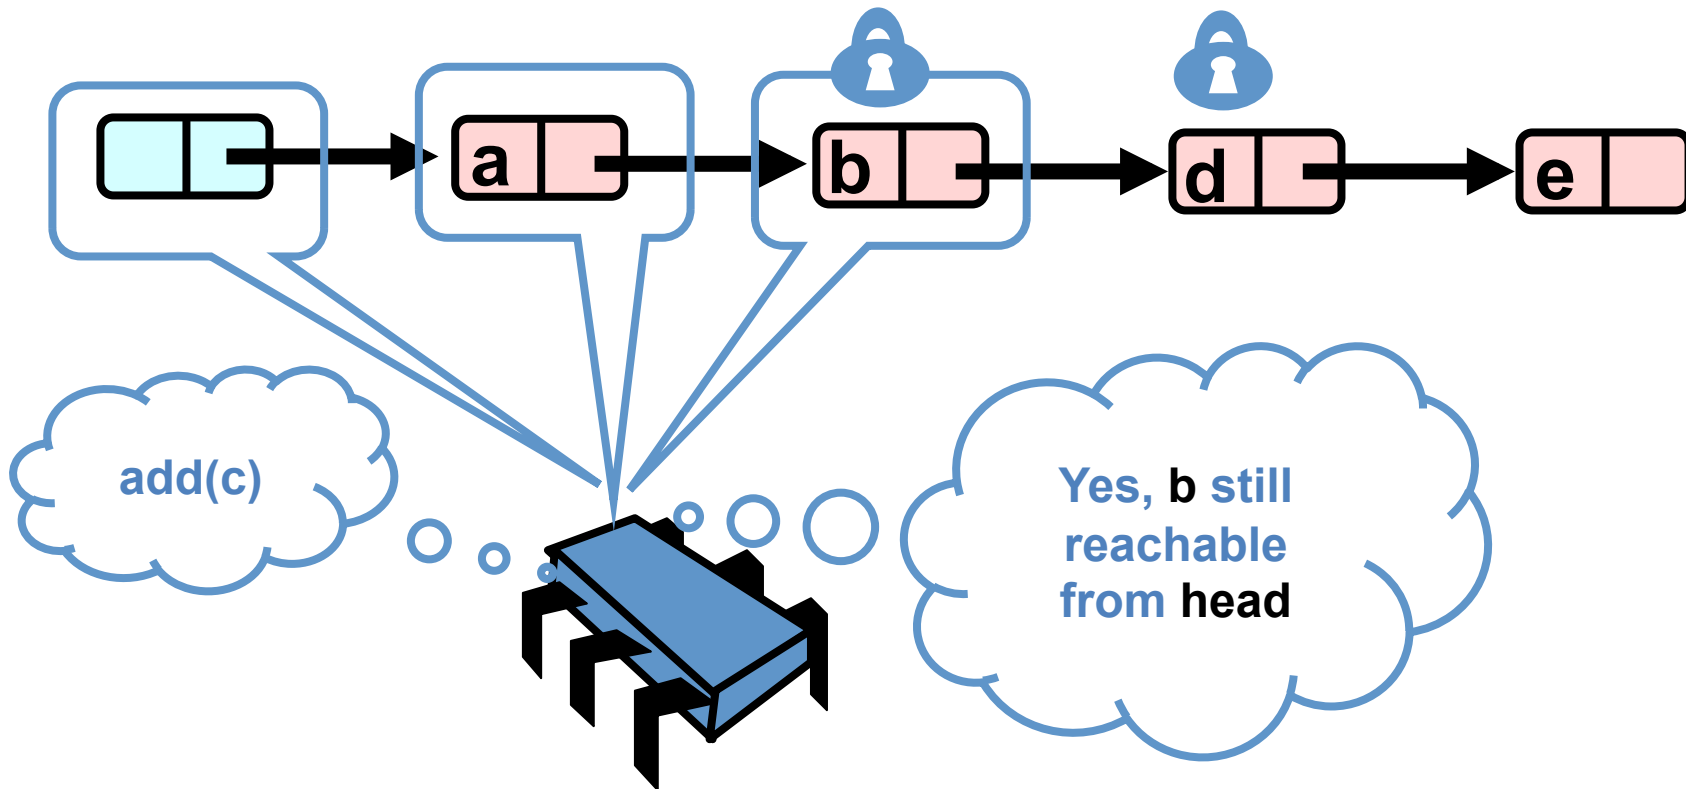 a
b
d
e
add(c)
Yes, b still
reachable
from head